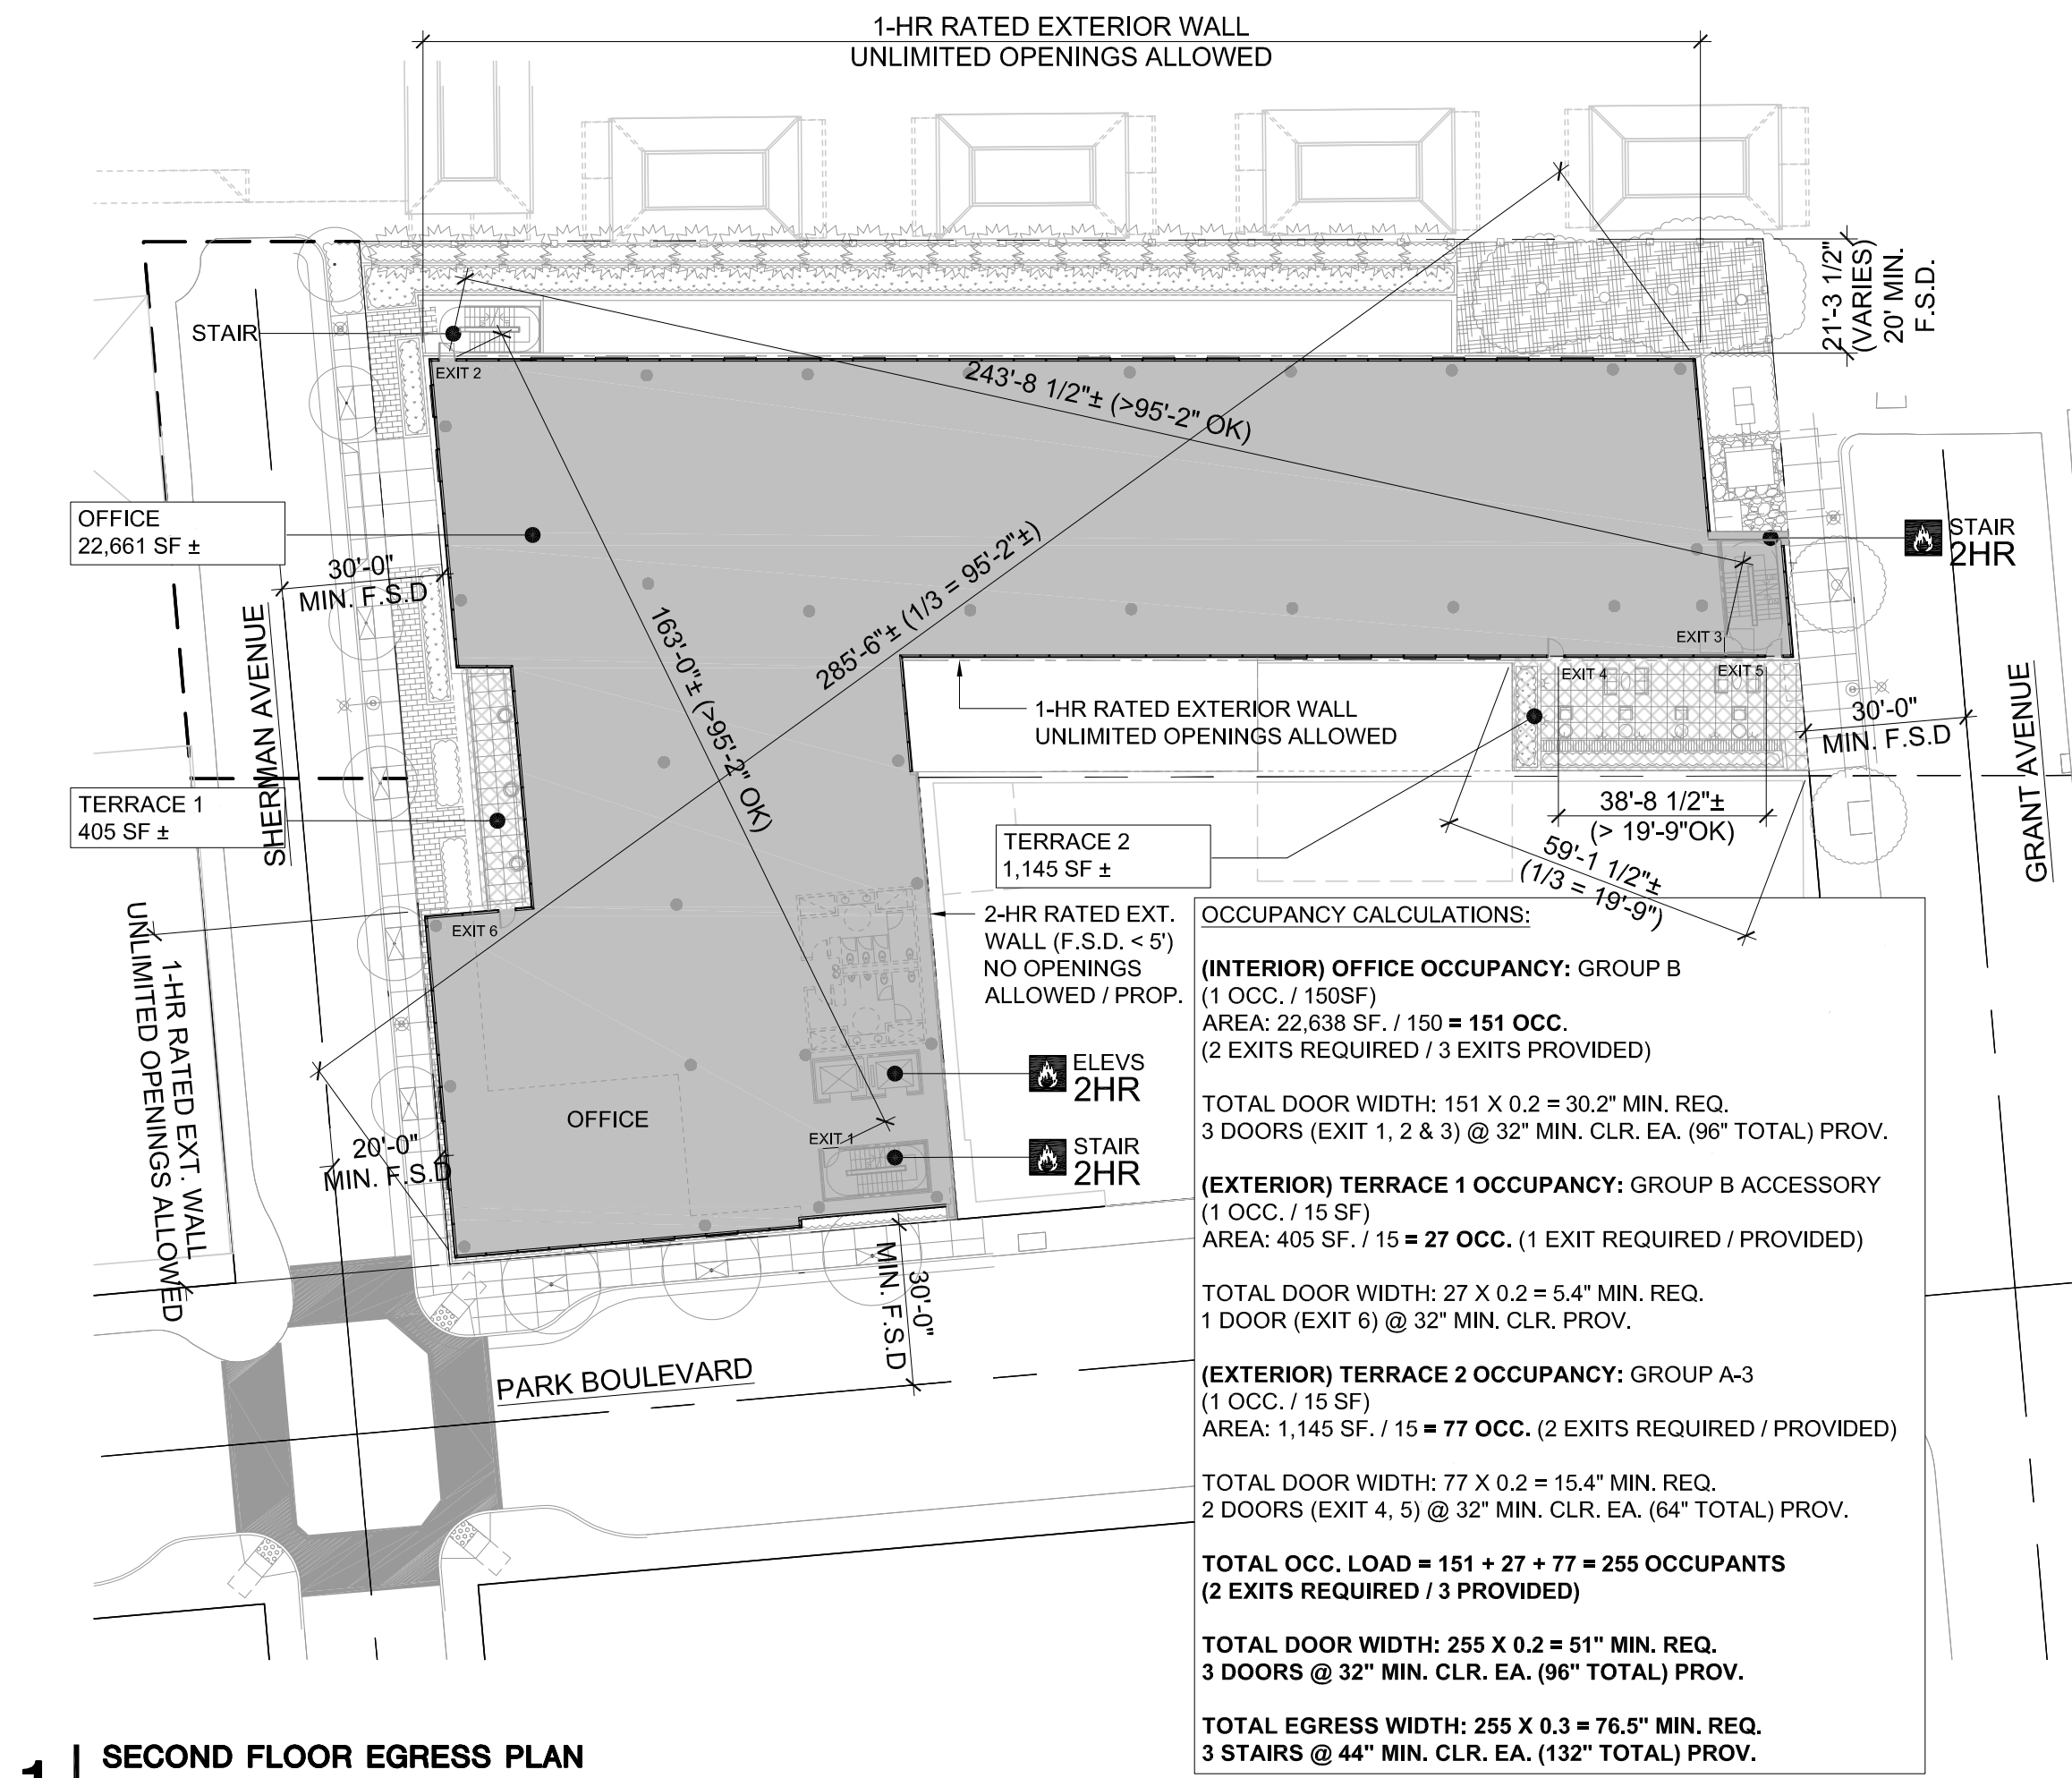 1-HR RATED EXTERIOR WALL
UNLIMITED OPENINGS ALLOWED
21'-3 1/2"
(VARIES)
20' MIN.
F.S.D.
STAIR
EXIT 2
243'-8 1/2"± (>95'-2" OK)
OFFICE
22,661 SF ±
STAIR
2HR
30'-0"
MIN. F.S.D
SHERMAN AVENUE
163'-0"± (>95'-2" OK)
285'-6"± (1/3 = 95'-2"±)
EXIT 3
EXIT 4
EXIT 5
1-HR RATED EXTERIOR WALL
UNLIMITED OPENINGS ALLOWED
30'-0"
MIN. F.S.D
GRANT AVENUE
TERRACE 1
405 SF ±
38'-8 1/2"±
(> 19'-9"OK)
59'-1 1/2"±
(1/3 = 19'-9")
TERRACE 2
1,145 SF ±
EXIT 6
2-HR RATED EXT.
WALL (F.S.D. < 5')
NO OPENINGS
ALLOWED / PROP.
1-HR RATED EXT. WALL
UNLIMITED OPENINGS ALLOWED
ELEVS
2HR
OFFICE
EXIT 1
STAIR
2HR
20'-0"
MIN. F.S.D
30'-0"
MIN. F.S.D
PARK BOULEVARD
OCCUPANCY CALCULATIONS:
(INTERIOR) OFFICE OCCUPANCY: GROUP B
(1 OCC. / 150SF)
AREA: 22,638 SF. / 150 = 151 OCC.
(2 EXITS REQUIRED / 3 EXITS PROVIDED)
TOTAL DOOR WIDTH: 151 X 0.2 = 30.2" MIN. REQ.
3 DOORS (EXIT 1, 2 & 3) @ 32" MIN. CLR. EA. (96" TOTAL) PROV.
(EXTERIOR) TERRACE 1 OCCUPANCY: GROUP B ACCESSORY
(1 OCC. / 15 SF)
AREA: 405 SF. / 15 = 27 OCC. (1 EXIT REQUIRED / PROVIDED)
TOTAL DOOR WIDTH: 27 X 0.2 = 5.4" MIN. REQ.
1 DOOR (EXIT 6) @ 32" MIN. CLR. PROV.
(EXTERIOR) TERRACE 2 OCCUPANCY: GROUP A-3
(1 OCC. / 15 SF)
AREA: 1,145 SF. / 15 = 77 OCC. (2 EXITS REQUIRED / PROVIDED)
TOTAL DOOR WIDTH: 77 X 0.2 = 15.4" MIN. REQ.
2 DOORS (EXIT 4, 5) @ 32" MIN. CLR. EA. (64" TOTAL) PROV.
TOTAL OCC. LOAD = 151 + 27 + 77 = 255 OCCUPANTS
(2 EXITS REQUIRED / 3 PROVIDED)
TOTAL DOOR WIDTH: 255 X 0.2 = 51" MIN. REQ.
3 DOORS @ 32" MIN. CLR. EA. (96" TOTAL) PROV.
TOTAL EGRESS WIDTH: 255 X 0.3 = 76.5" MIN. REQ.
3 STAIRS @ 44" MIN. CLR. EA. (132" TOTAL) PROV.
1
SECOND FLOOR EGRESS PLAN